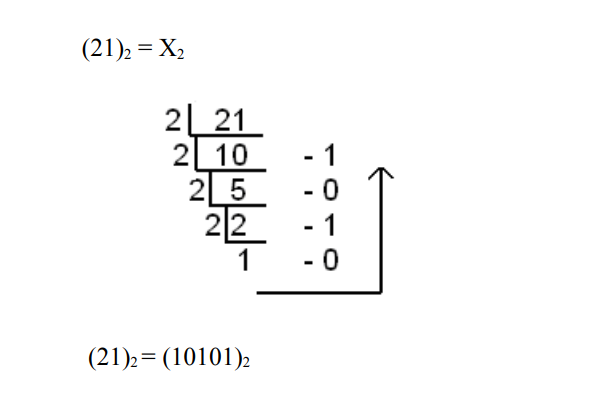 (21)₂ = X₂
2 21
2 10 - 1
2 5 - 0
2 2 - 1
1 - 0
(21)₂ = (10101)₂